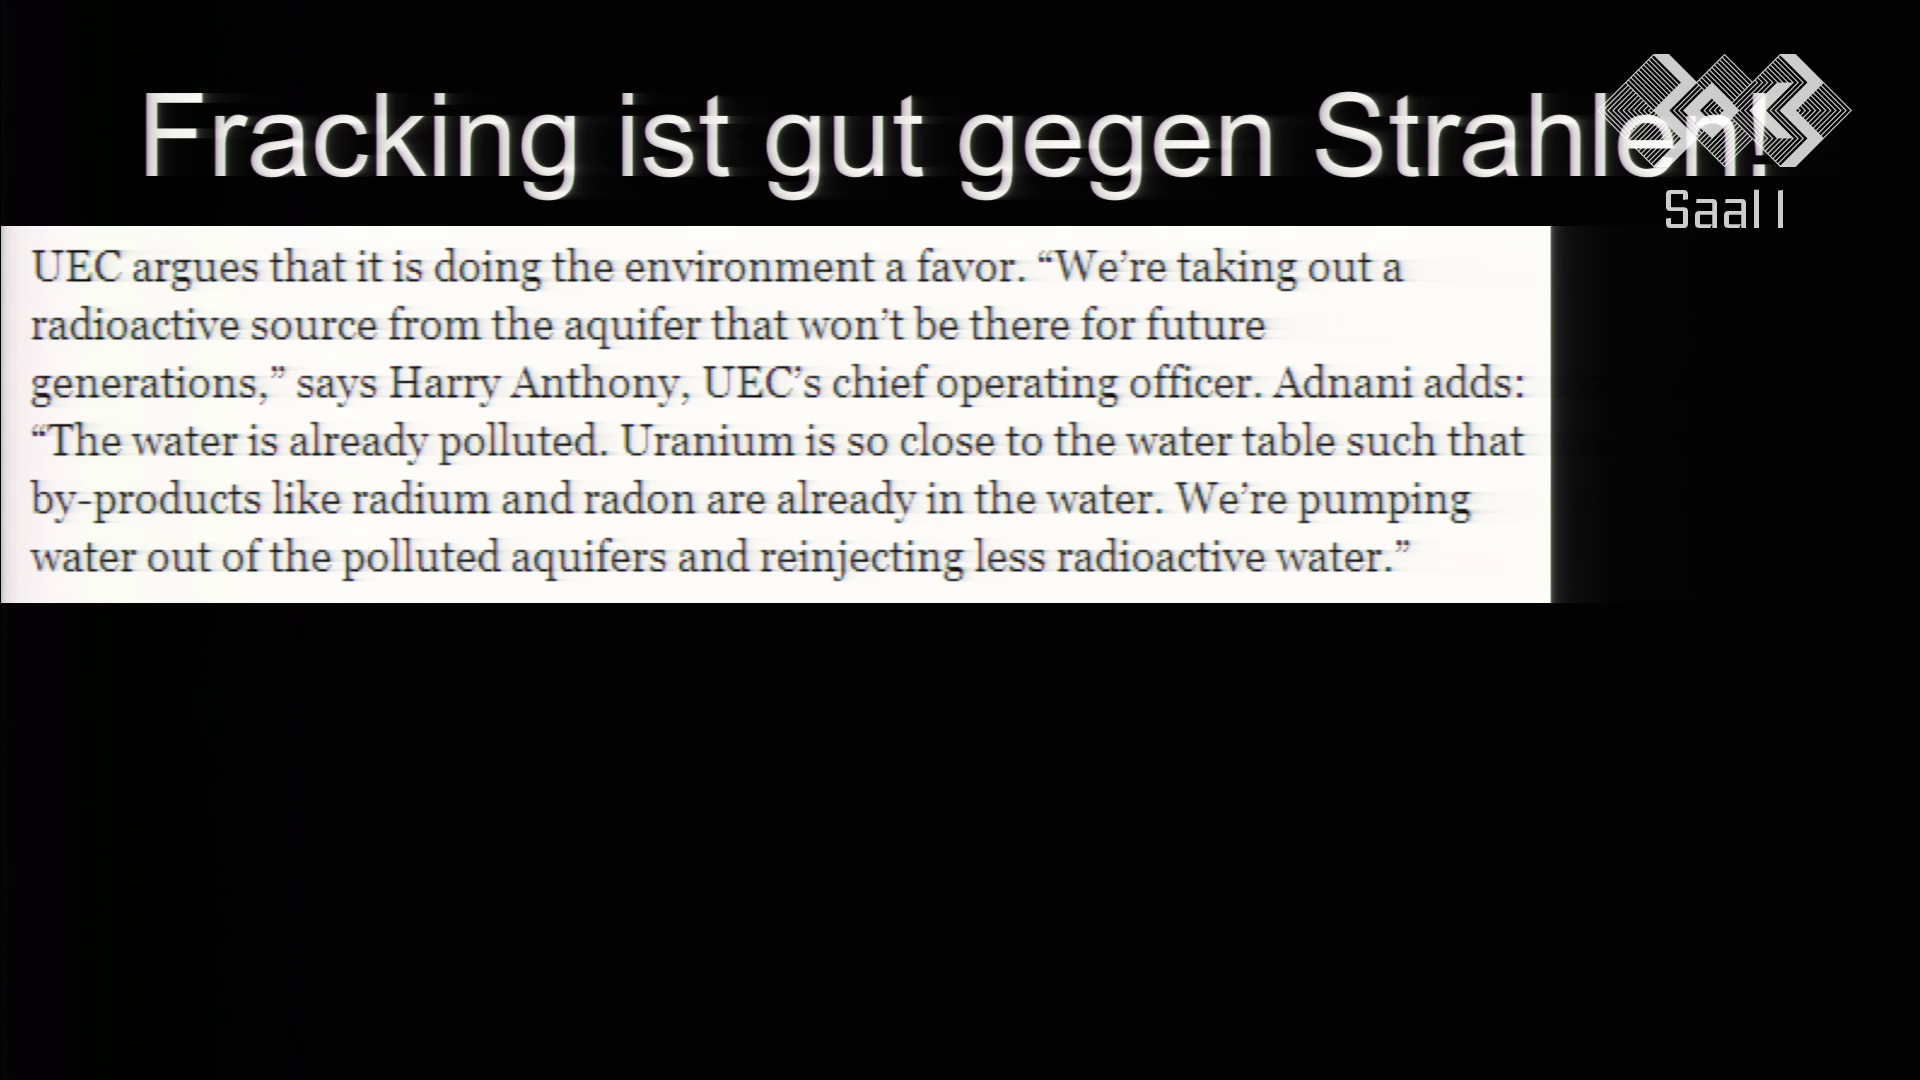 Fracking ist gut gegen Strahlen!
Saal 1
UEC argues that it is doing the environment a favor. “We’re taking out a
radioactive source from the aquifer that won’t be there for future
generations,” says Harry Anthony, UEC’s chief operating officer. Adnani adds:
“The water is already polluted. Uranium is so close to the water table such that
by-products like radium and radon are already in the water. We’re pumping
water out of the polluted aquifers and reinjecting less radioactive water.”